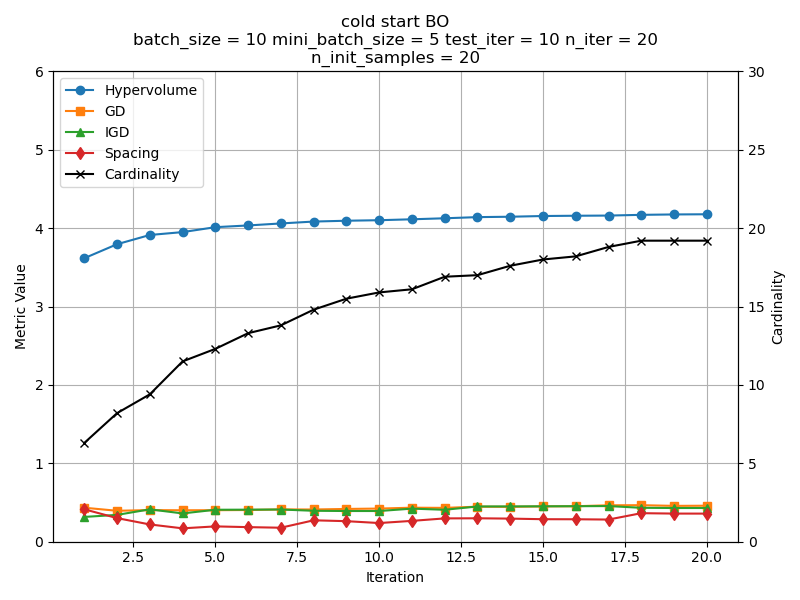 cold start BO
batch_size = 10 mini_batch_size = 5 test_iter = 10 n_iter = 20
n_init_samples = 20
Hypervolume
GD
IGD
Spacing
Cardinality
6
5
4
3
2
1
0
Metric Value
30
25
20
15
10
5
0
Cardinality
2.5 5.0 7.5 10.0 12.5 15.0 17.5 20.0
Iteration